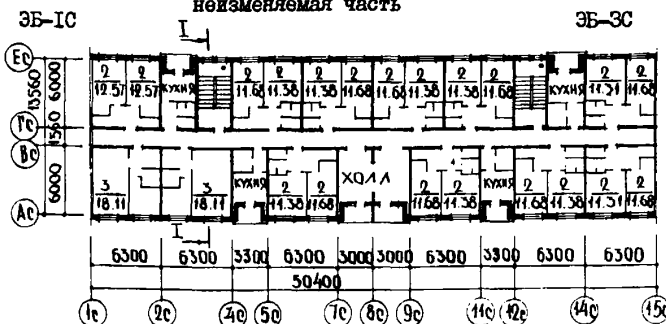 неизменяемая часть
ЭБ-1С ЭБ-3С
Ес
Гс
Вс
Ас
13560
6000
1560
6000
2 2 2 2 2 2 2 2 2 2 2 2
12.57 12.57 КУХНЯ 11.68 11.38 11.38 11.68 11.68 11.38 11.38 11.68 КУХНЯ 11.51 11.68
3 3 КУХНЯ 2 2 ХОЛЛ 2 2 КУХНЯ 2 2 2 2
18.11 18.11 11.38 11.68 11.68 11.38 11.68 11.38 11.51 11.68
I
I
6300 6300 3300 6300 3000 3000 6300 3300 6300 6300
50400
1с 2с 4с 5с 7с 8с 9с 11с 12с 14с 15с